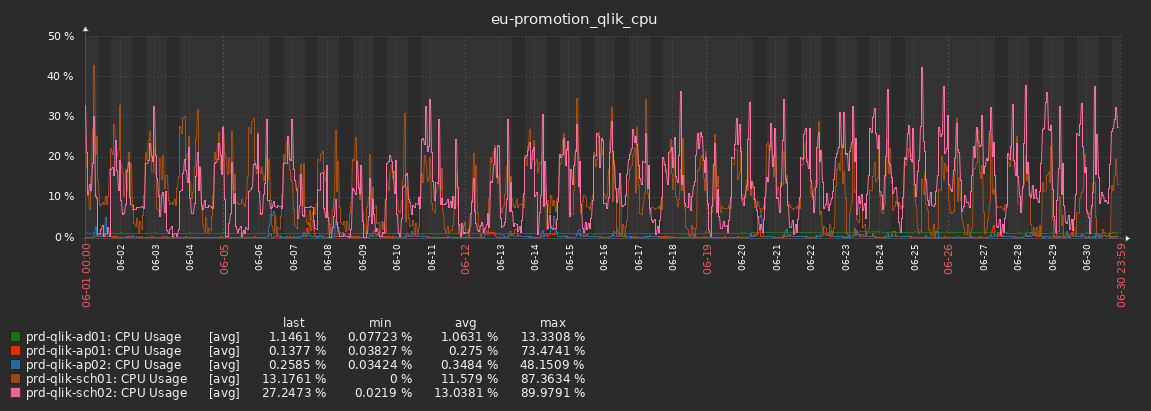 eu-promotion_qlik_cpu
50 %
40 %
30 %
20 %
10 %
0 %
06-01 00:00 06-02 06-03 06-04 06-05 06-06 06-07 06-08 06-09 06-10 06-11 06-12 06-13 06-14 06-15 06-16 06-17 06-18 06-19 06-20 06-21 06-22 06-23 06-24 06-25 06-26 06-27 06-28 06-29 06-30 06-30 23:59
last min avg max
prd-qlik-ad01: CPU Usage [avg] 1.1461 % 0.07723 % 1.0631 % 13.3308 %
prd-qlik-ap01: CPU Usage [avg] 0.1377 % 0.03827 % 0.275 % 73.4741 %
prd-qlik-ap02: CPU Usage [avg] 0.2585 % 0.03424 % 0.3484 % 48.1509 %
prd-qlik-sch01: CPU Usage [avg] 13.1761 % 0 % 11.579 % 87.3634 %
prd-qlik-sch02: CPU Usage [avg] 27.2473 % 0.0219 % 13.0381 % 89.9791 %